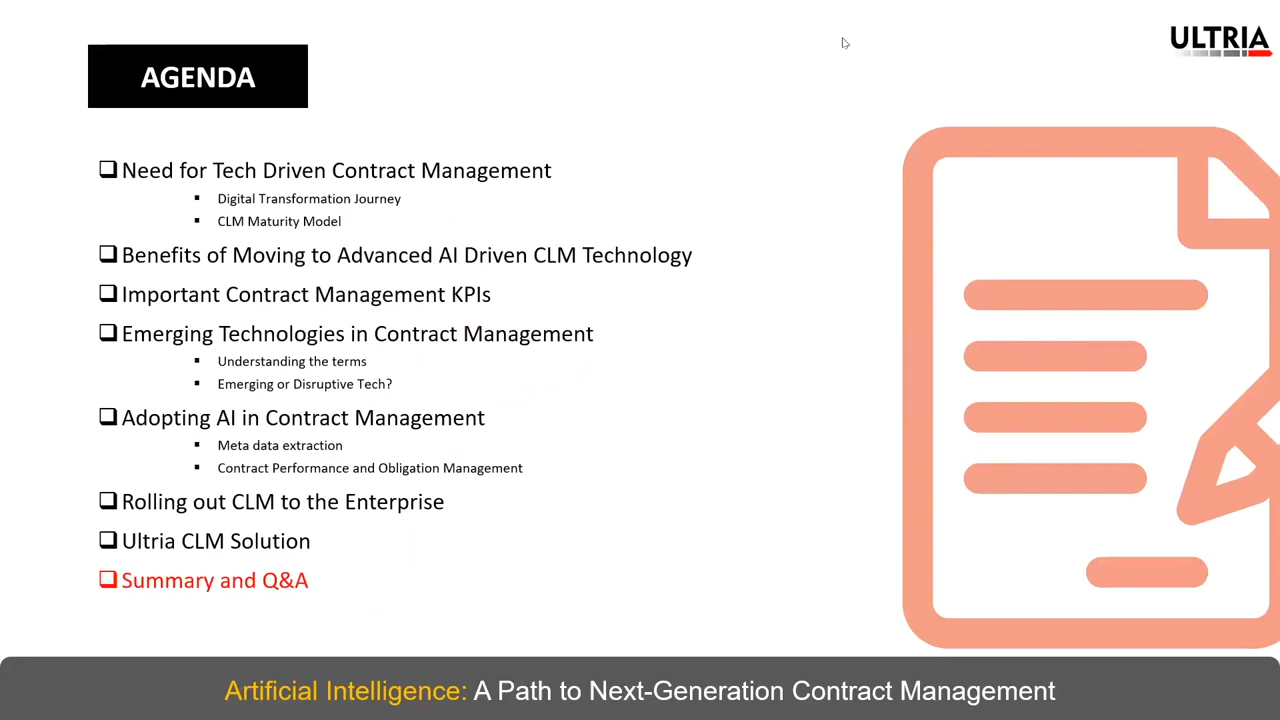 ULTRIA
AGENDA
Need for Tech Driven Contract Management
Digital Transformation Journey
CLM Maturity Model
Benefits of Moving to Advanced AI Driven CLM Technology
Important Contract Management KPIs
Emerging Technologies in Contract Management
Understanding the terms
Emerging or Disruptive Tech?
Adopting AI in Contract Management
Meta data extraction
Contract Performance and Obligation Management
Rolling out CLM to the Enterprise
Ultria CLM Solution
Summary and Q&A
Artificial Intelligence: A Path to Next-Generation Contract Management